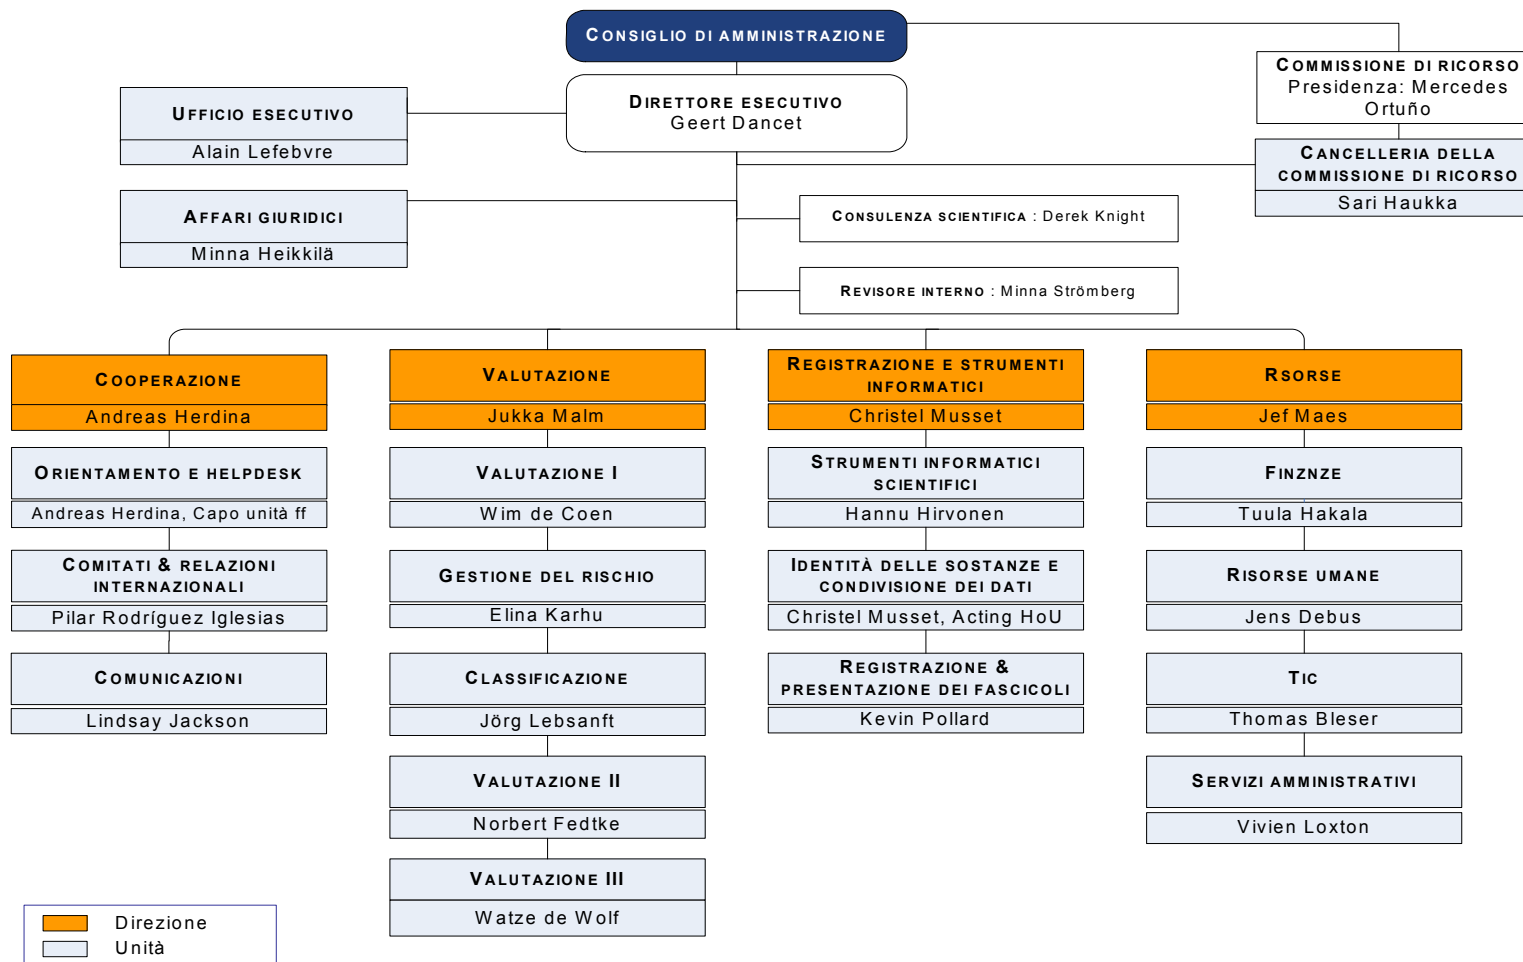 CONSIGLIO DI AMMINISTRAZIONE
COMMISSIONE DI RICORSO
Presidenza: Mercedes
Ortuño
DIRETTORE ESECUTIVO
Geert Dancet
UFFICIO ESECUTIVO
Alain Lefebvre
CANCELLERIA DELLA
COMMISSIONE DI RICORSO
Sari Haukka
AFFARI GIURIDICI
Minna Heikkilä
CONSULENZA SCIENTIFICA : Derek Knight
REVISORE INTERNO : Minna Strömberg
COOPERAZIONE
Andreas Herdina
ORIENTAMENTO E HELPDESK
Andreas Herdina, Capo unità ff
COMITATI & RELAZIONI
INTERNAZIONALI
Pilar Rodríguez Iglesias
COMUNICAZIONI
Lindsay Jackson
VALUTAZIONE
Jukka Malm
VALUTAZIONE I
Wim de Coen
GESTIONE DEL RISCHIO
Elina Karhu
CLASSIFICAZIONE
Jörg Lebsanft
VALUTAZIONE II
Norbert Fedtke
VALUTAZIONE III
Watze de Wolf
REGISTRAZIONE E STRUMENTI
INFORMATICI
Christel Musset
STRUMENTI INFORMATICI
SCIENTIFICI
Hannu Hirvonen
IDENTITÀ DELLE SOSTANZE E
CONDIVISIONE DEI DATI
Christel Musset, Acting HoU
REGISTRAZIONE &
PRESENTAZIONE DEI FASCICOLI
Kevin Pollard
RSORSE
Jef Maes
FINZNZE
Tuula Hakala
RISORSE UMANE
Jens Debus
TIC
Thomas Bleser
SERVIZI AMMINISTRATIVI
Vivien Loxton
Direzione
Unità